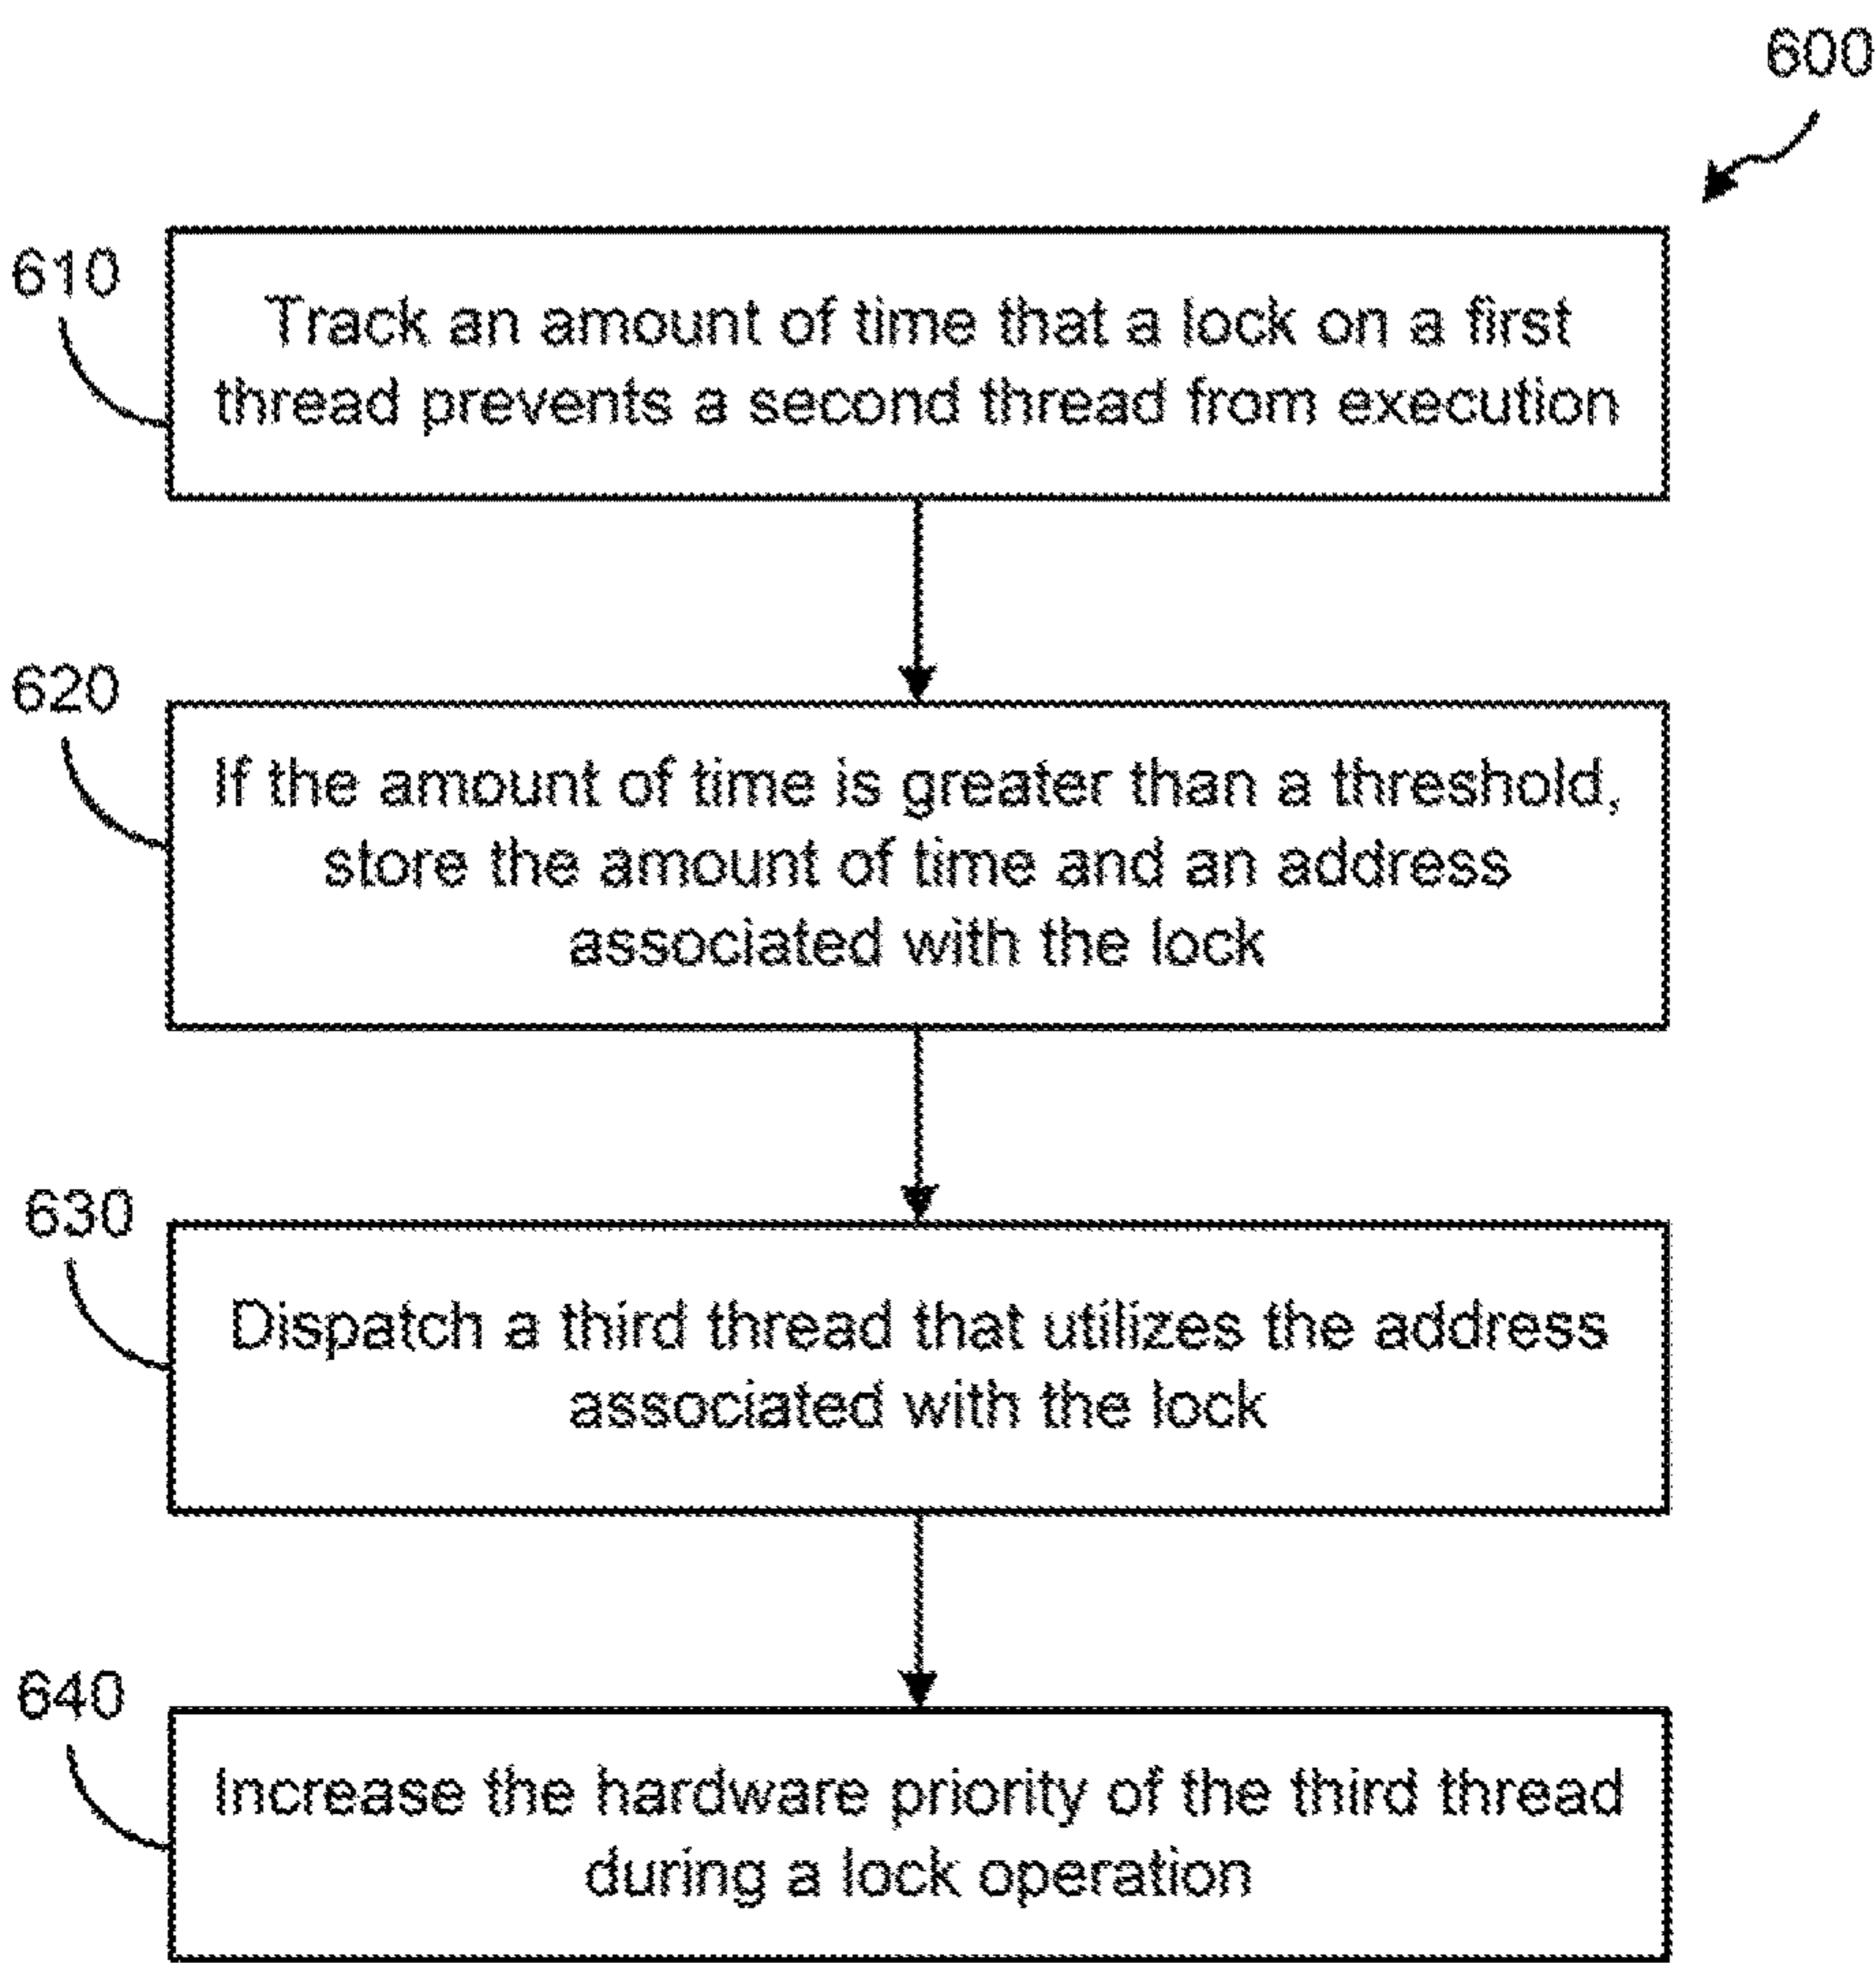 600
610
Track an amount of time that a lock on a first
thread prevents a second thread from execution
620
If the amount of time is greater than a threshold,
store the amount of time and an address
associated with the lock
630
Dispatch a third thread that utilizes the address
associated with the lock
640
Increase the hardware priority of the third thread
during a lock operation